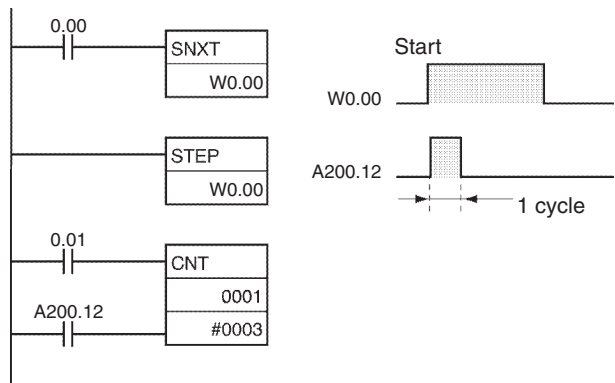 0.00
SNXT
W0.00
STEP
W0.00
0.01
CNT
0001
A200.12
#0003
Start
W0.00
A200.12
1 cycle